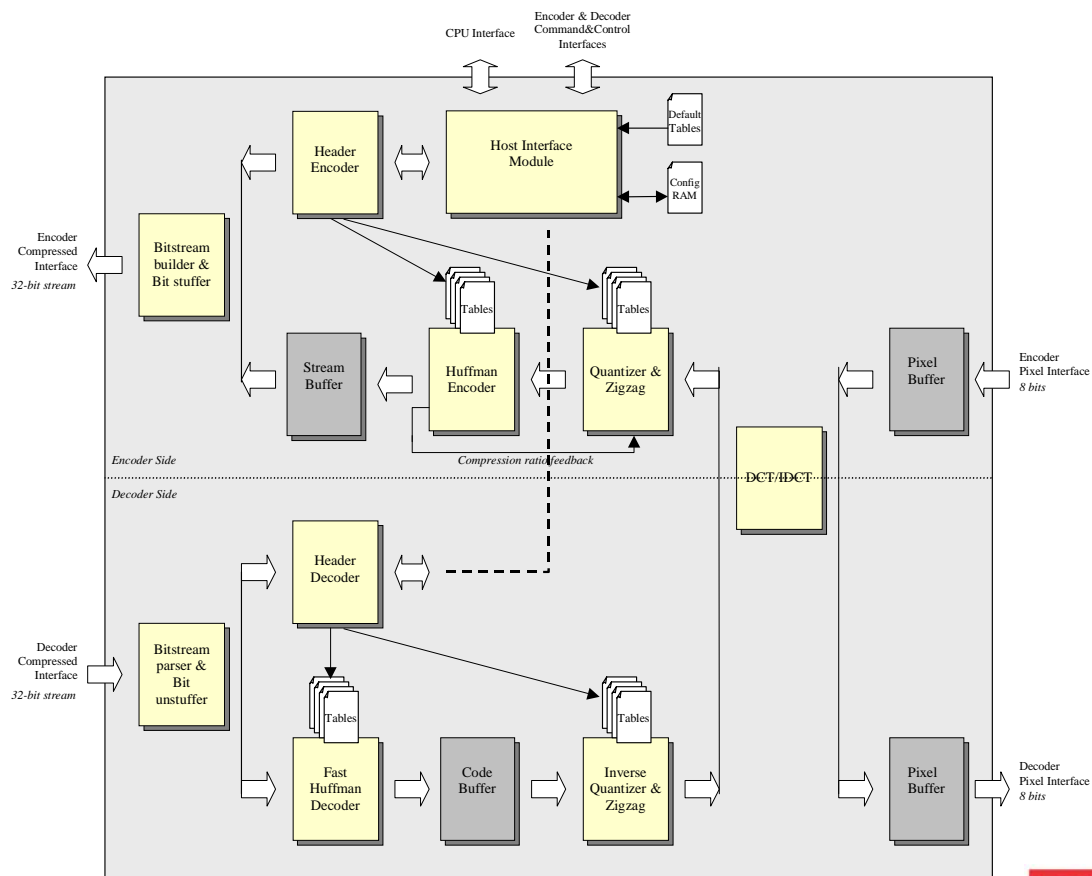 CPU Interface
Encoder & Decoder
Command&Control
Interfaces
Header
Encoder
Host Interface
Module
Default
Tables
Config
RAM
Encoder
Compressed
Interface
32-bit stream
Bitstream
builder &
Bit stuffer
Tables
Tables
Stream
Buffer
Huffman
Encoder
Quantizer &
Zigzag
Pixel
Buffer
Encoder
Pixel Interface
8 bits
Encoder Side
Compression ratio feedback
DCT/IDCT
Decoder Side
Header
Decoder
Decoder
Compressed
Interface
32-bit stream
Bitstream
parser &
Bit
unstuffer
Tables
Tables
Fast
Huffman
Decoder
Code
Buffer
Inverse
Quantizer &
Zigzag
Pixel
Buffer
Decoder
Pixel Interface
8 bits